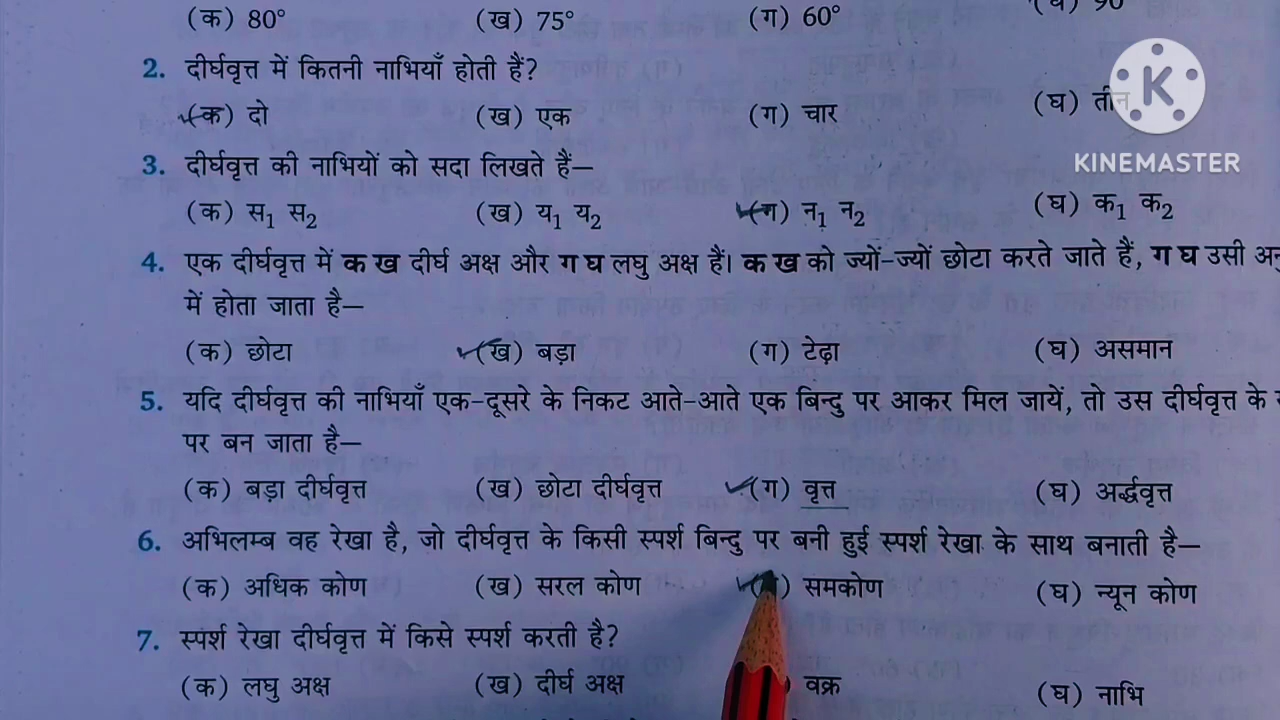 (क) 80° (ख) 75° (ग) 60° (घ) 90
2. दीर्घवृत्त में कितनी नाभियाँ होती हैं?
(क) दो (ख) एक (ग) चार (घ) तीन
KINEMASTER
3. दीर्घवृत्त की नाभियों को सदा लिखते हैं—
(क) स1 स2 (ख) य1 य2 (ग) न1 न2 (घ) क1 क2
4. एक दीर्घवृत्त में क ख दीर्घ अक्ष और ग घ लघु अक्ष हैं। क ख को ज्यों-ज्यों छोटा करते जाते हैं, ग घ उसी
में होता जाता है—
(क) छोटा (ख) बड़ा (ग) टेढ़ा (घ) असमान
5. यदि दीर्घवृत्त की नाभियाँ एक-दूसरे के निकट आते-आते एक बिन्दु पर आकर मिल जायें, तो उस दीर्घवृत्त के
पर बन जाता है—
(क) बड़ा दीर्घवृत्त (ख) छोटा दीर्घवृत्त (ग) वृत्त (घ) अर्द्धवृत्त
6. अभिलम्ब वह रेखा है, जो दीर्घवृत्त के किसी स्पर्श बिन्दु पर बनी हुई स्पर्श रेखा के साथ बनाती है—
(क) अधिक कोण (ख) सरल कोण समकोण (घ) न्यून कोण
7. स्पर्श रेखा दीर्घवृत्त में किसे स्पर्श करती है?
(क) लघु अक्ष (ख) दीर्घ अक्ष वक्र (घ) नाभि